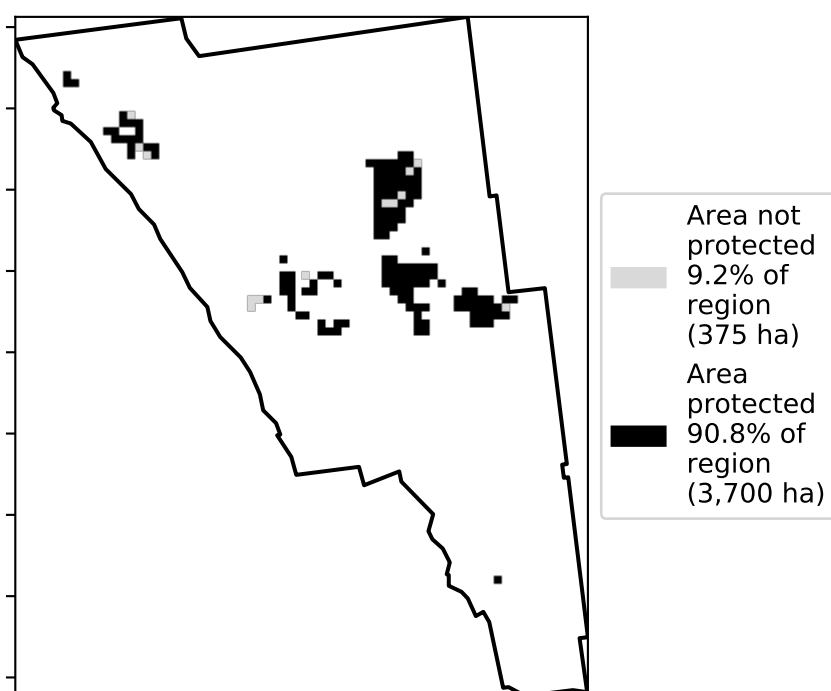 Area not
protected
9.2% of
region
(375 ha)
Area
protected
90.8% of
region
(3,700 ha)